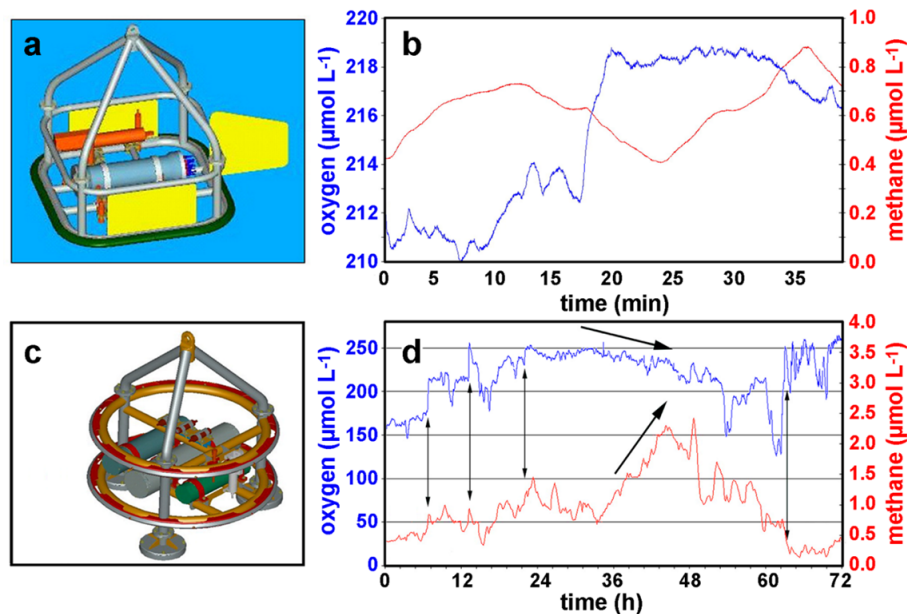 a
b
220
218
216
214
212
210
oxygen (µmol L⁻¹)
1.0
0.8
0.6
0.4
0.2
0.0
methane (µmol L⁻¹)
0 5 10 15 20 25 30 35
time (min)
c
d
250
200
150
100
50
0
oxygen (µmol L⁻¹)
4.0
3.5
3.0
2.5
2.0
1.5
1.0
0.5
0.0
methane (µmol L⁻¹)
0 12 24 36 48 60 72
time (h)